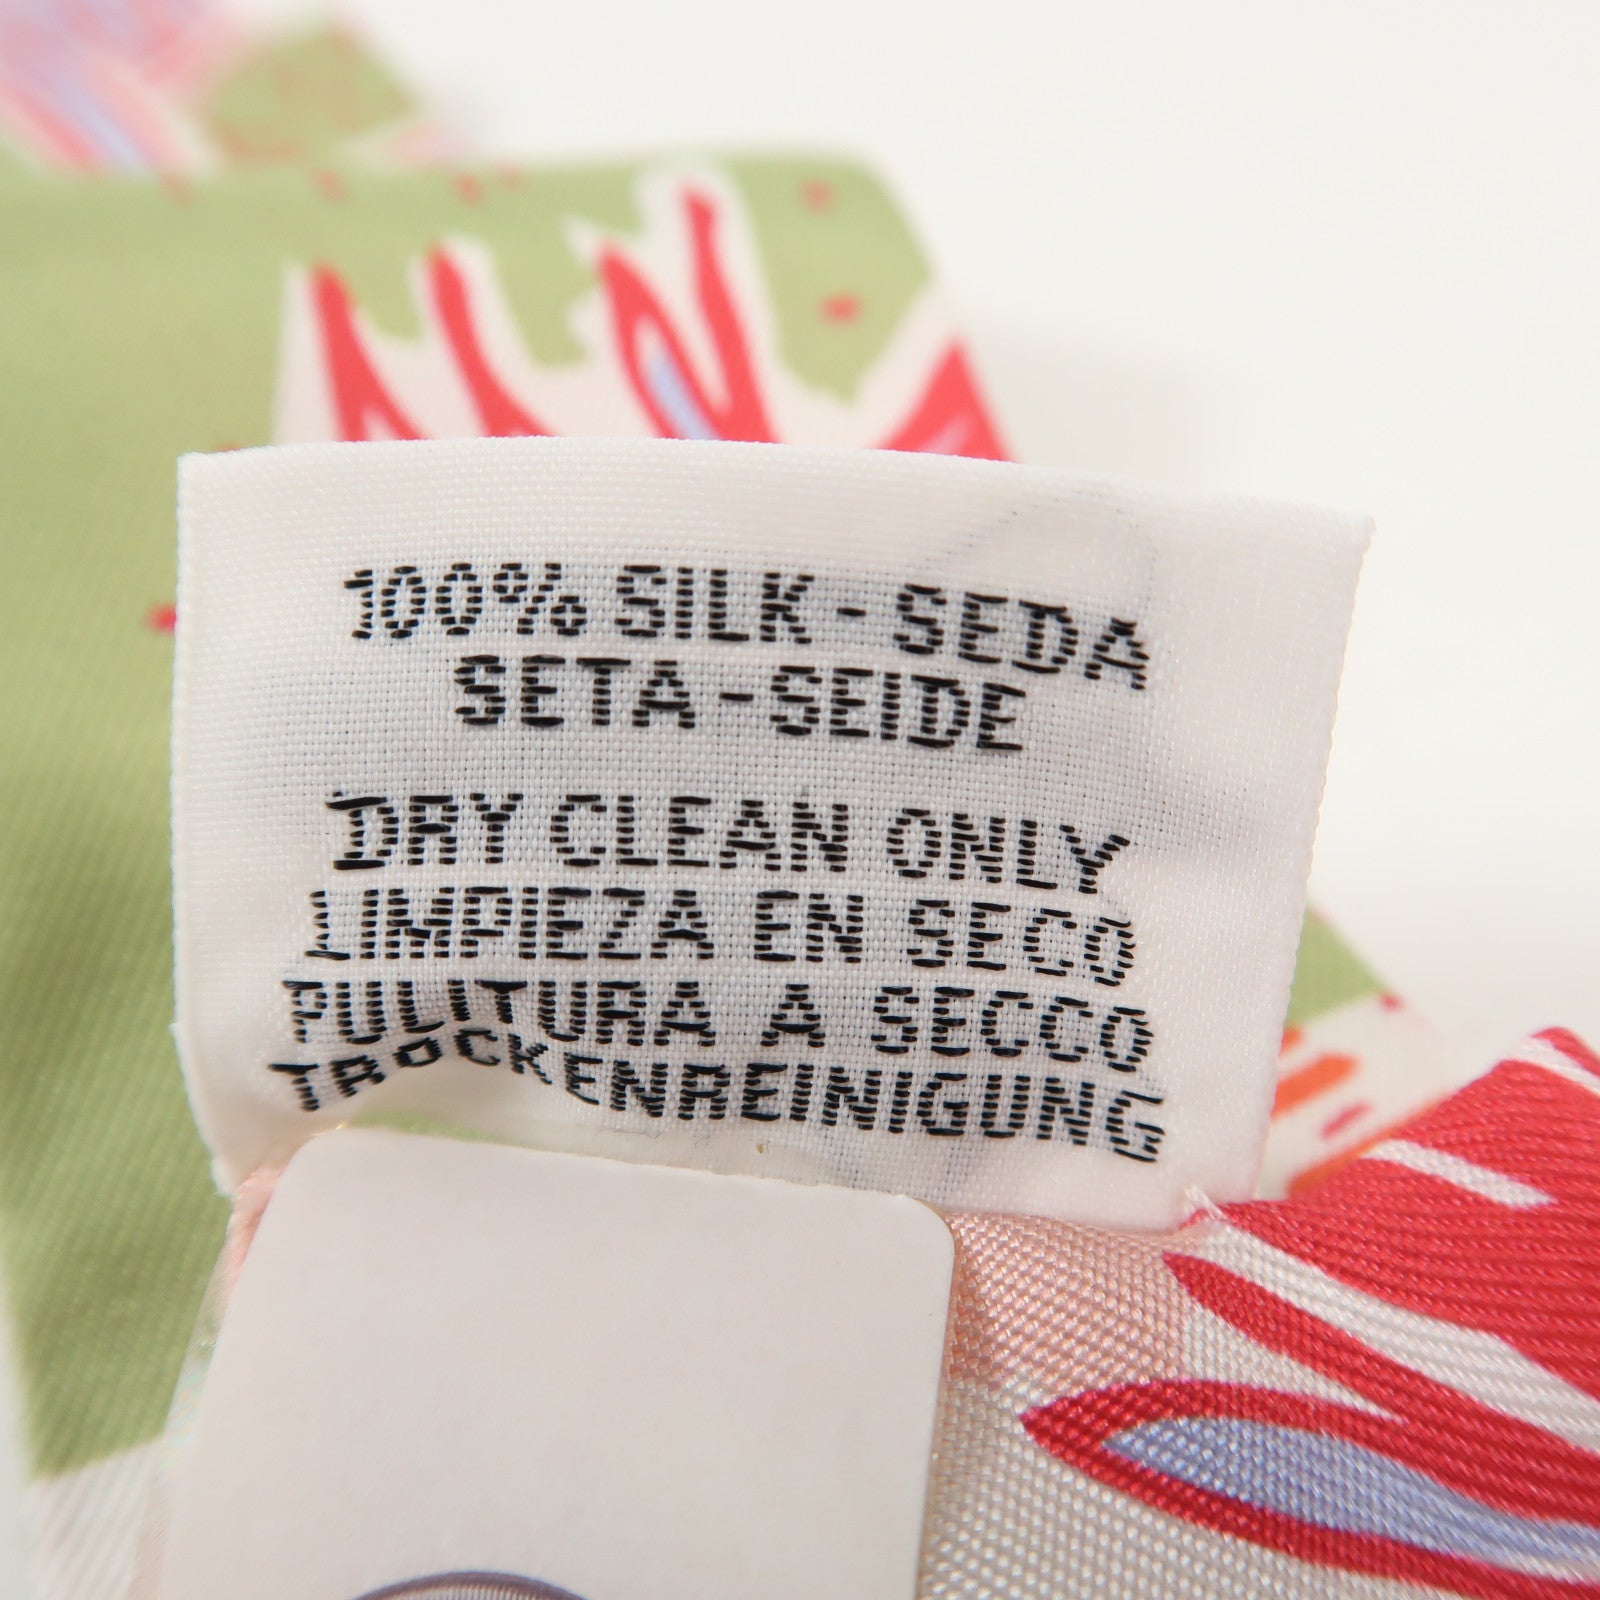 100% SILK - SEDA
SETA - SEIDE
DRY CLEAN ONLY
LIMPIEZA EN SECO
PULITURA A SECCO
TROCKENREINIGUNG